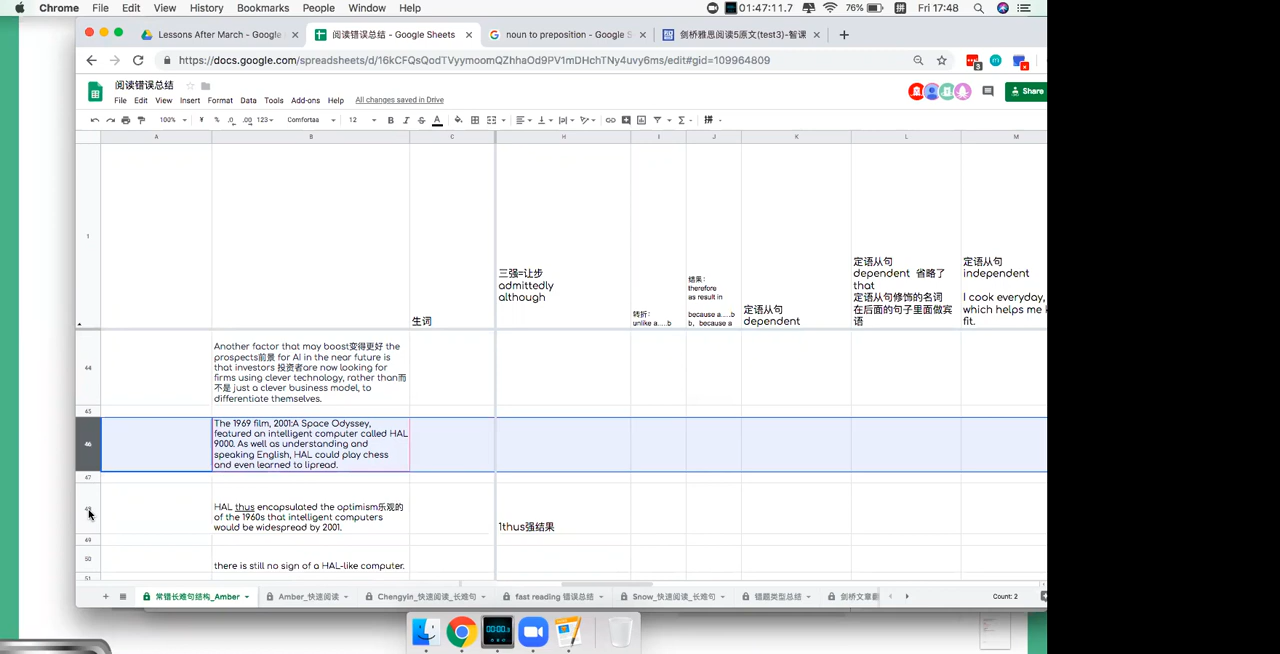 Chrome File Edit View History Bookmarks People Window Help 01:47:11.7 76% 拼 Fri 17:48
Lessons After March - Google 阅读错误总结 - Google Sheets noun to preposition - Google S 剑桥雅思阅读5原文(test3)-智课
https://docs.google.com/spreadsheets/d/16kCFQsQodTVyymoomQZhhaOd9PV1mDHchTNy4uvy6ms/edit#gid=109964809
阅读错误总结
File Edit View Insert Format Data Tools Add-ons Help All changes saved in Drive Share
100% ¥ % .0 .00 123 Comfortaa 12 B I S A 拼
A B C H I J K L M
1
生词
三强=让步
admittedly
although
转折:
unlike a....b
结果:
therefore
as result in
because a....b
b, because a
定语从句
dependent
定语从句
dependent 省略了
that
定语从句修饰的名词
在后面的句子里面做宾
语
定语从句
independent
I cook everyday,
which helps me k
fit.
44
Another factor that may boost变得更好 the
prospects前景 for AI in the near future is
that investors 投资者are now looking for
firms using clever technology, rather than而
不是 just a clever business model, to
differentiate themselves.
45
46
The 1969 film, 2001:A Space Odyssey,
featured an intelligent computer called HAL
9000. As well as understanding and
speaking English, HAL could play chess
and even learned to lipread.
47
HAL thus encapsulated the optimism乐观的
of the 1960s that intelligent computers
would be widespread by 2001.
1thus强结果
49
50
there is still no sign of a HAL-like computer.
51
常错长难句结构_Amber Amber_快速阅读 Chengyin_快速阅读_长难句 fast reading 错误总结 Snow_快速阅读_长难句 错题类型总结 剑桥文章翻 Count: 2